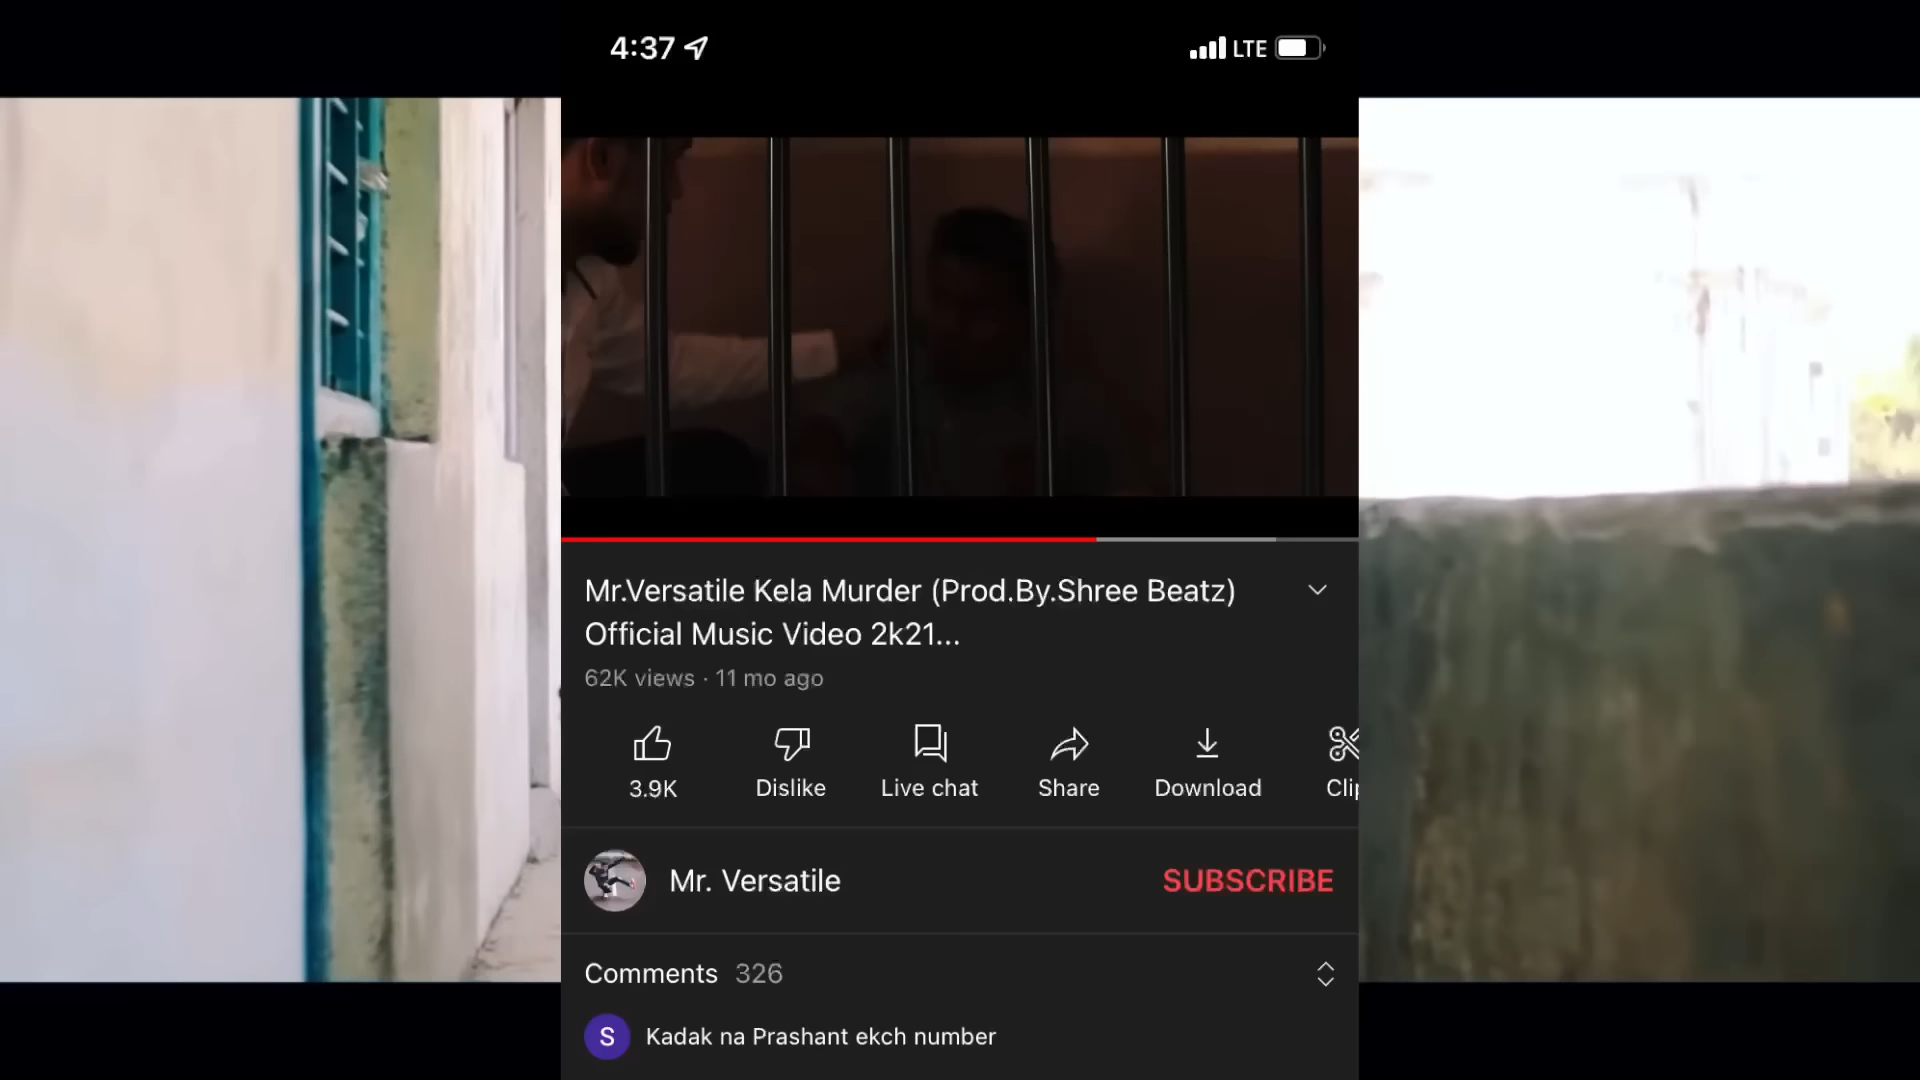 4:37
LTE
Mr.Versatile Kela Murder (Prod.By.Shree Beatz)
Official Music Video 2k21...
62K views · 11 mo ago
3.9K
Dislike
Live chat
Share
Download
Clip
Mr. Versatile
SUBSCRIBE
Comments 326
S
Kadak na Prashant ekch number